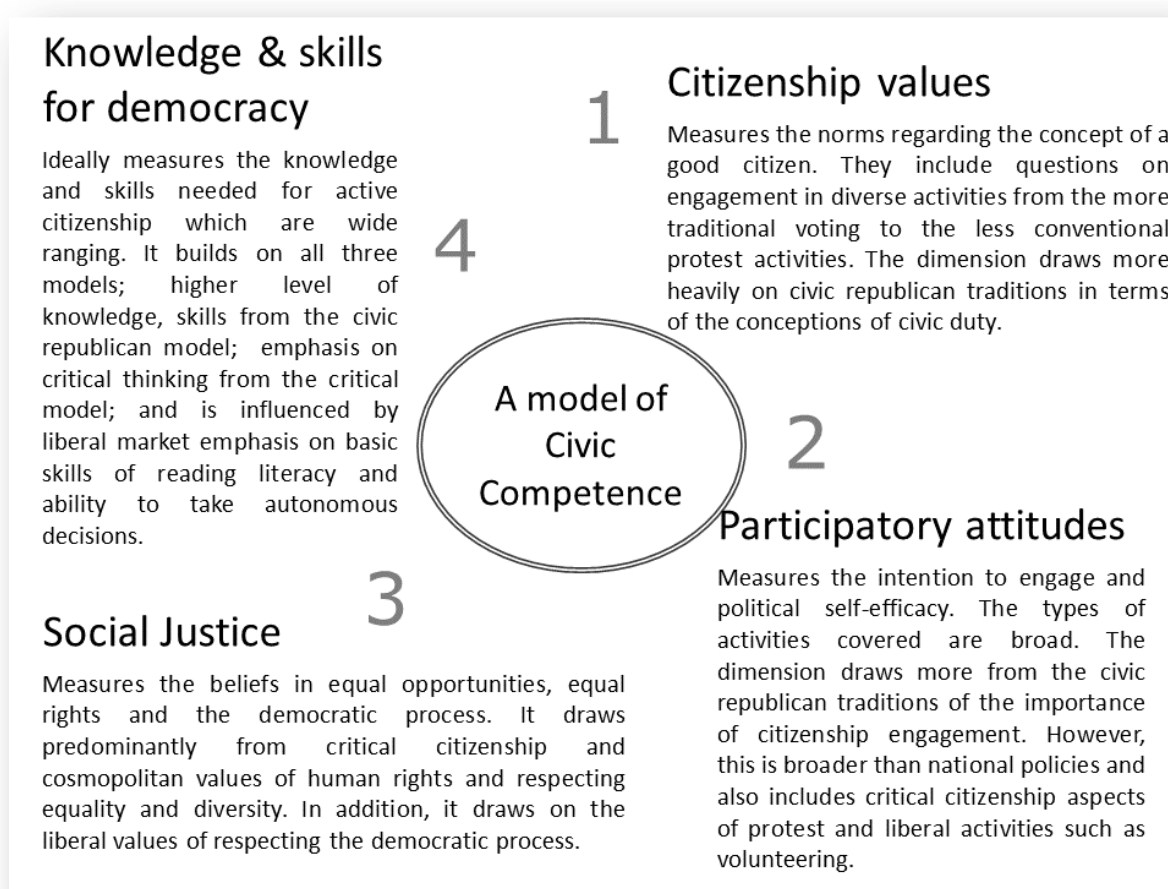 Knowledge & skills
for democracy
Ideally measures the knowledge
and skills needed for active
citizenship which are wide
ranging. It builds on all three
models; higher level of
knowledge, skills from the civic
republican model; emphasis on
critical thinking from the critical
model; and is influenced by
liberal market emphasis on basic
skills of reading literacy and
ability to take autonomous
decisions.
4
1
Citizenship values
Measures the norms regarding the concept of a
good citizen. They include questions on
engagement in diverse activities from the more
traditional voting to the less conventional
protest activities. The dimension draws more
heavily on civic republican traditions in terms
of the conceptions of civic duty.
A model of
Civic
Competence
2
Participatory attitudes
Measures the intention to engage and
political self-efficacy. The types of
activities covered are broad. The
dimension draws more from the civic
republican traditions of the importance
of citizenship engagement. However,
this is broader than national policies and
also includes critical citizenship aspects
of protest and liberal activities such as
volunteering.
3
Social Justice
Measures the beliefs in equal opportunities, equal
rights and the democratic process. It draws
predominantly from critical citizenship and
cosmopolitan values of human rights and respecting
equality and diversity. In addition, it draws on the
liberal values of respecting the democratic process.